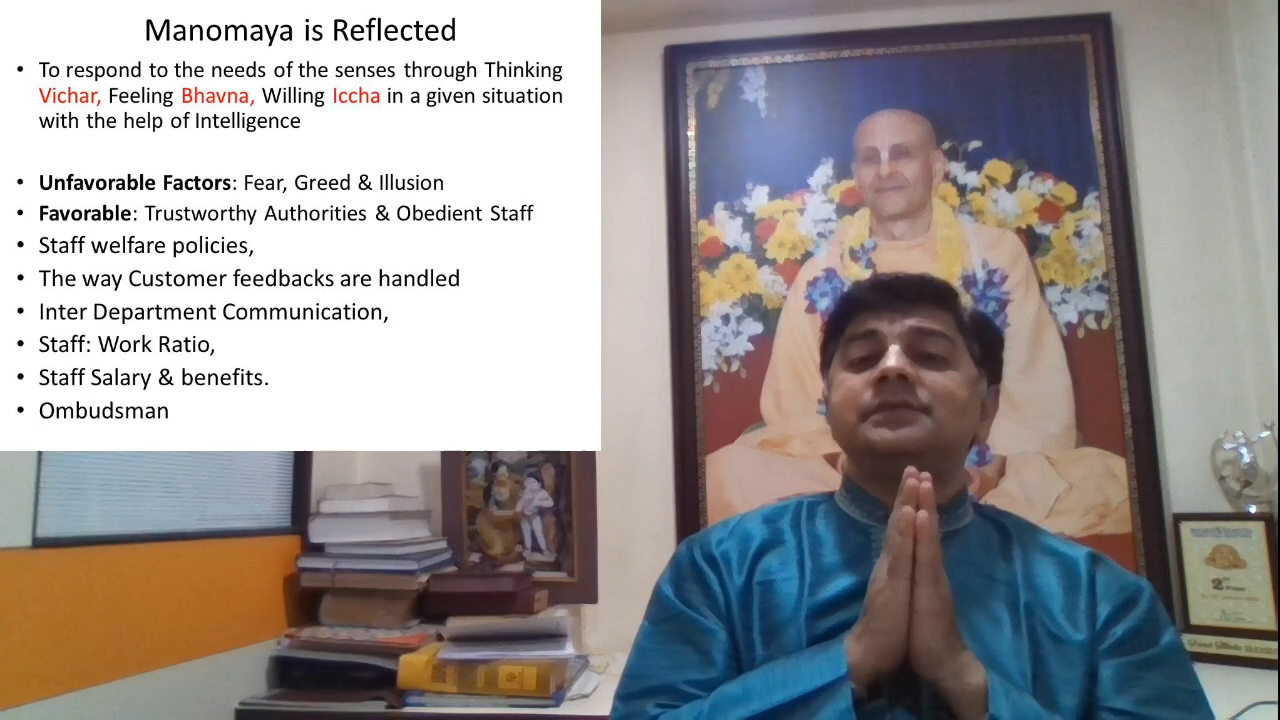 Manomaya is Reflected
• To respond to the needs of the senses through Thinking
Vichar, Feeling Bhavna, Willing Iccha in a given situation
with the help of Intelligence
• Unfavorable Factors: Fear, Greed & Illusion
• Favorable: Trustworthy Authorities & Obedient Staff
• Staff welfare policies,
• The way Customer feedbacks are handled
• Inter Department Communication,
• Staff: Work Ratio,
• Staff Salary & benefits.
• Ombudsman
2nd